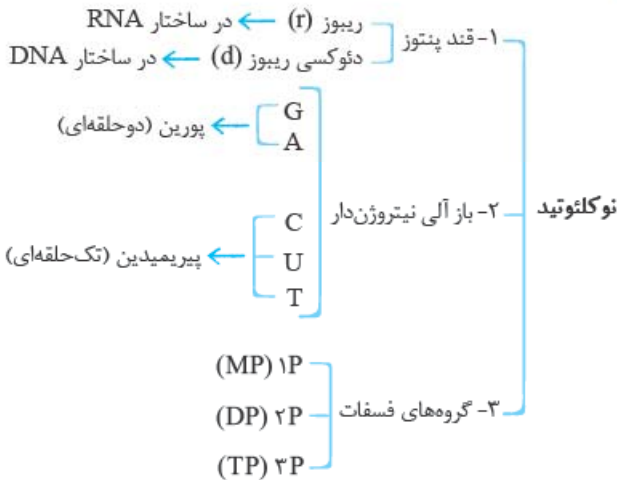 نوکلئوتید
۱- قند پنتوز
ریبوز (r) ← در ساختار RNA
دئوکسی ریبوز (d) ← در ساختار DNA
۲- باز آلی نیتروژن‌دار
G
A
← پورین (دوحلقه‌ای)
C
U
T
← پیریمیدین (تک‌حلقه‌ای)
۳- گروه‌های فسفات
۱P (MP)
۲P (DP)
۳P (TP)